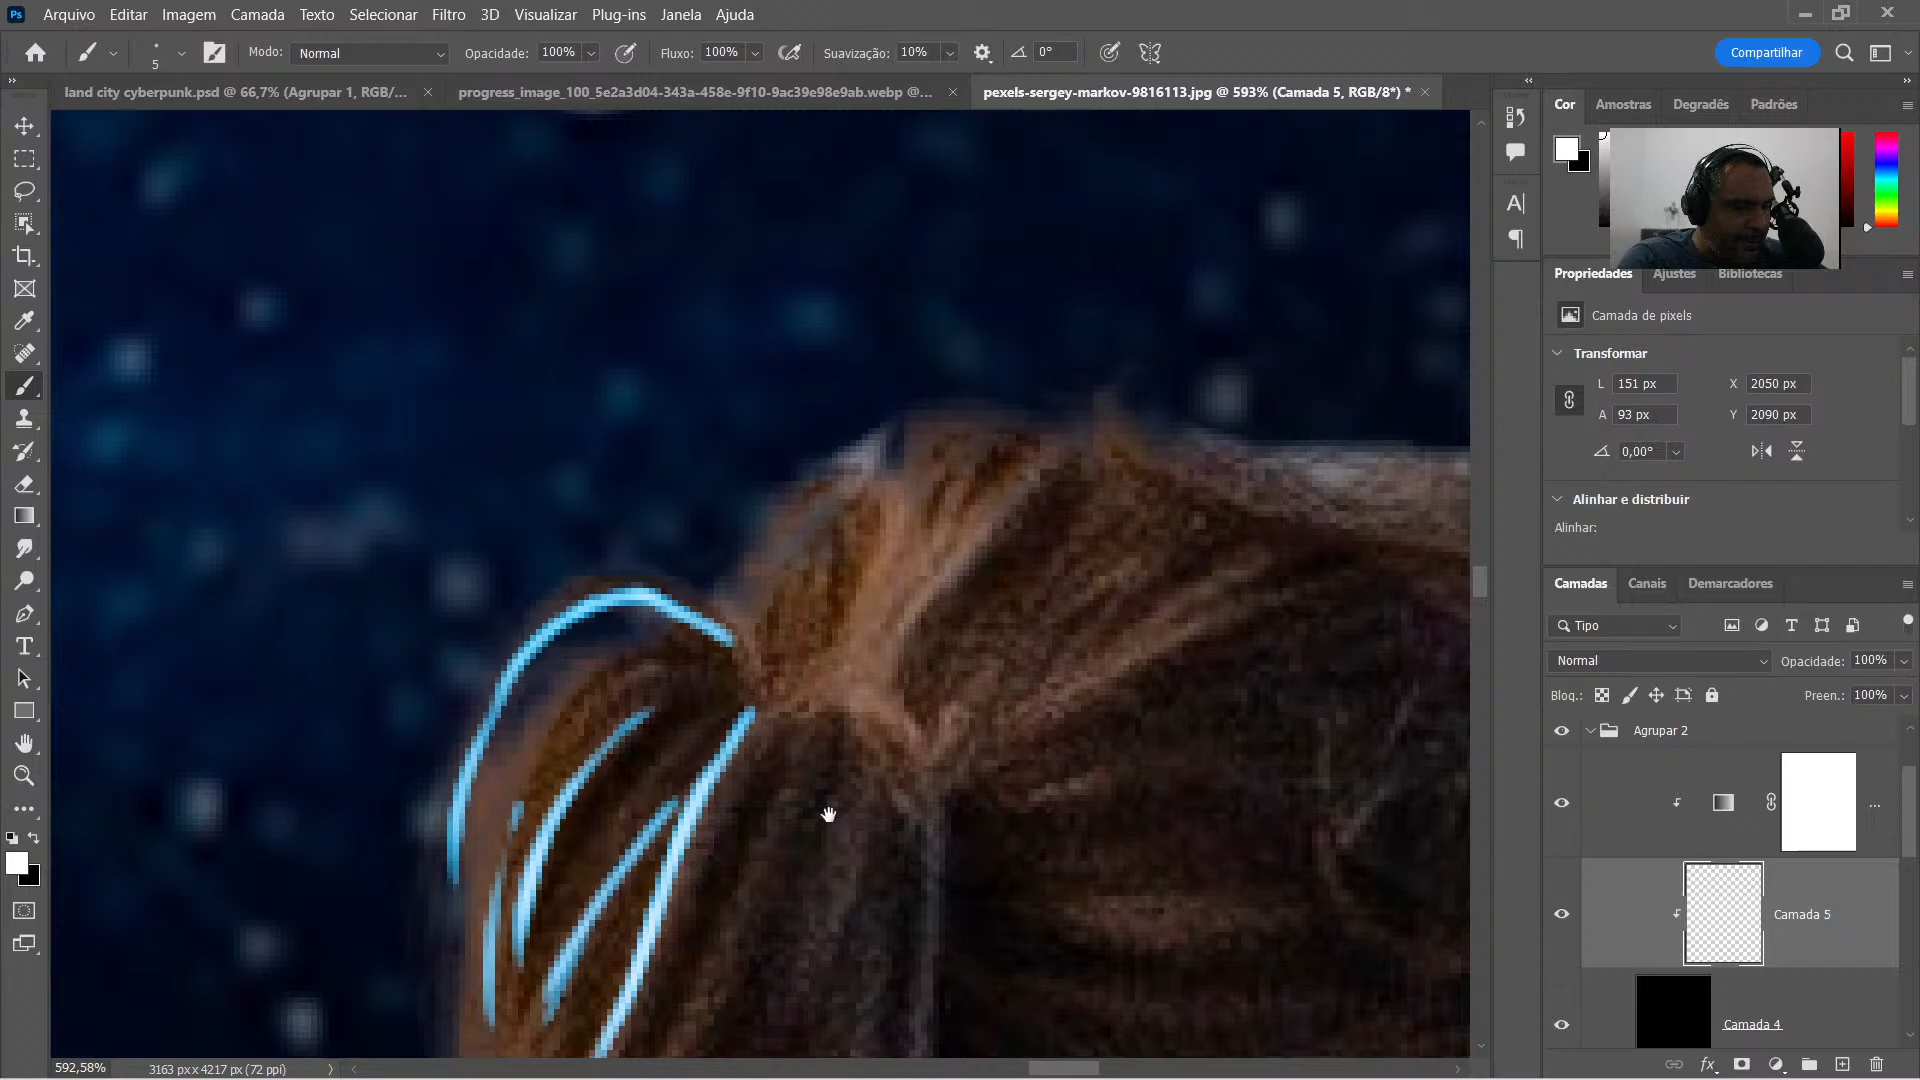 Ps Arquivo Editar Imagem Camada Texto Selecionar Filtro 3D Visualizar Plug-ins Janela Ajuda
5 Modo: Normal Opacidade: 100% Fluxo: 100% Suavização: 10% 0° Compartilhar
land city cyberpunk.psd @ 66,7% (Agrupar 1, RGB/... progress_image_100_5e2a3d04-343a-458e-9f10-9ac39e98e9ab.webp @... pexels-sergey-markov-9816113.jpg @ 593% (Camada 5, RGB/8*) *
Cor Amostras Degradês Padrões
Propriedades Ajustes Bibliotecas
Camada de pixels
Transformar
L 151 px X 2050 px
A 93 px Y 2090 px
0,00°
Alinhar e distribuir
Alinhar:
Camadas Canais Demarcadores
Tipo
Normal Opacidade: 100%
Bloq.: Preen.: 100%
Agrupar 2
...
Camada 5
Camada 4
592,58% 3163 px x 4217 px (72 ppi)